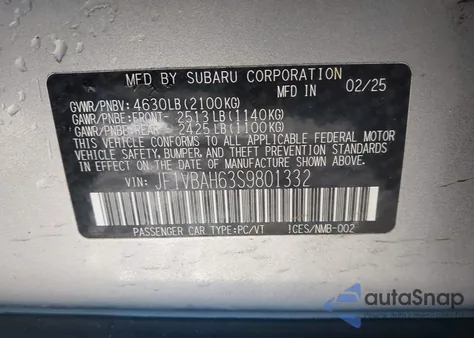 MFD BY SUBARU CORPORATION
GVWR/PNBV: 4630LB(2100KG) MFD. IN 02/25
GAWR/PNBE:FRONT- 2513LB(1140KG)
GAWR/PNBE:REAR- 2425LB(1100KG)
THIS VEHICLE CONFORMS TO ALL APPLICABLE FEDERAL MOTOR
VEHICLE SAFETY, BUMPER, AND THEFT PREVENTION STANDARDS
IN EFFECT ON THE DATE OF MANUFACTURE SHOWN ABOVE.
VIN: JF1VBAH63S9801332
PASSENGER CAR TYPE:PC/VT !CES/NMB-002
autoSnap